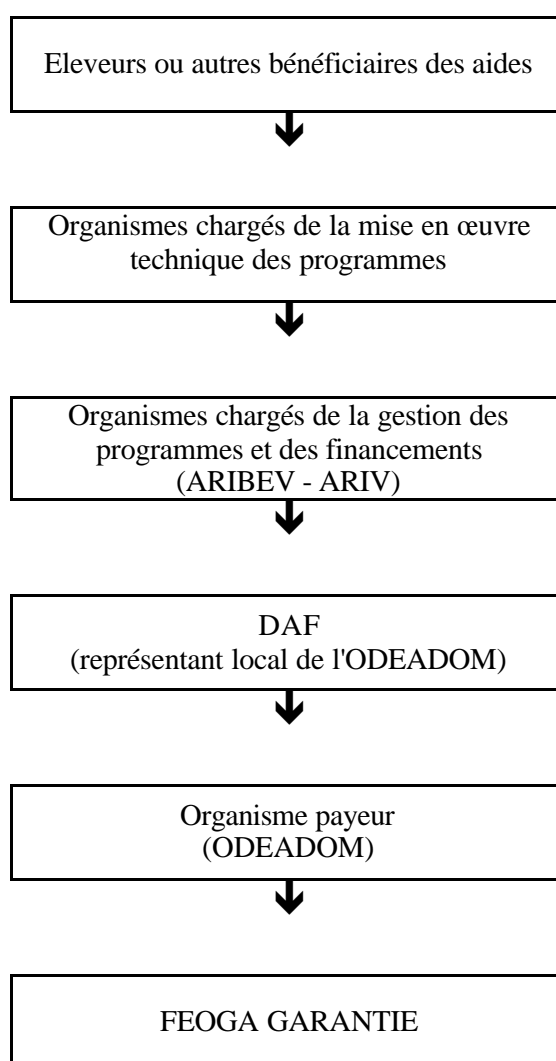 Eleveurs ou autres bénéficiaires des aides
Organismes chargés de la mise en œuvre
technique des programmes
Organismes chargés de la gestion des
programmes et des financements
(ARIBEV - ARIV)
DAF
(représentant local de l'ODEADOM)
Organisme payeur
(ODEADOM)
FEOGA GARANTIE